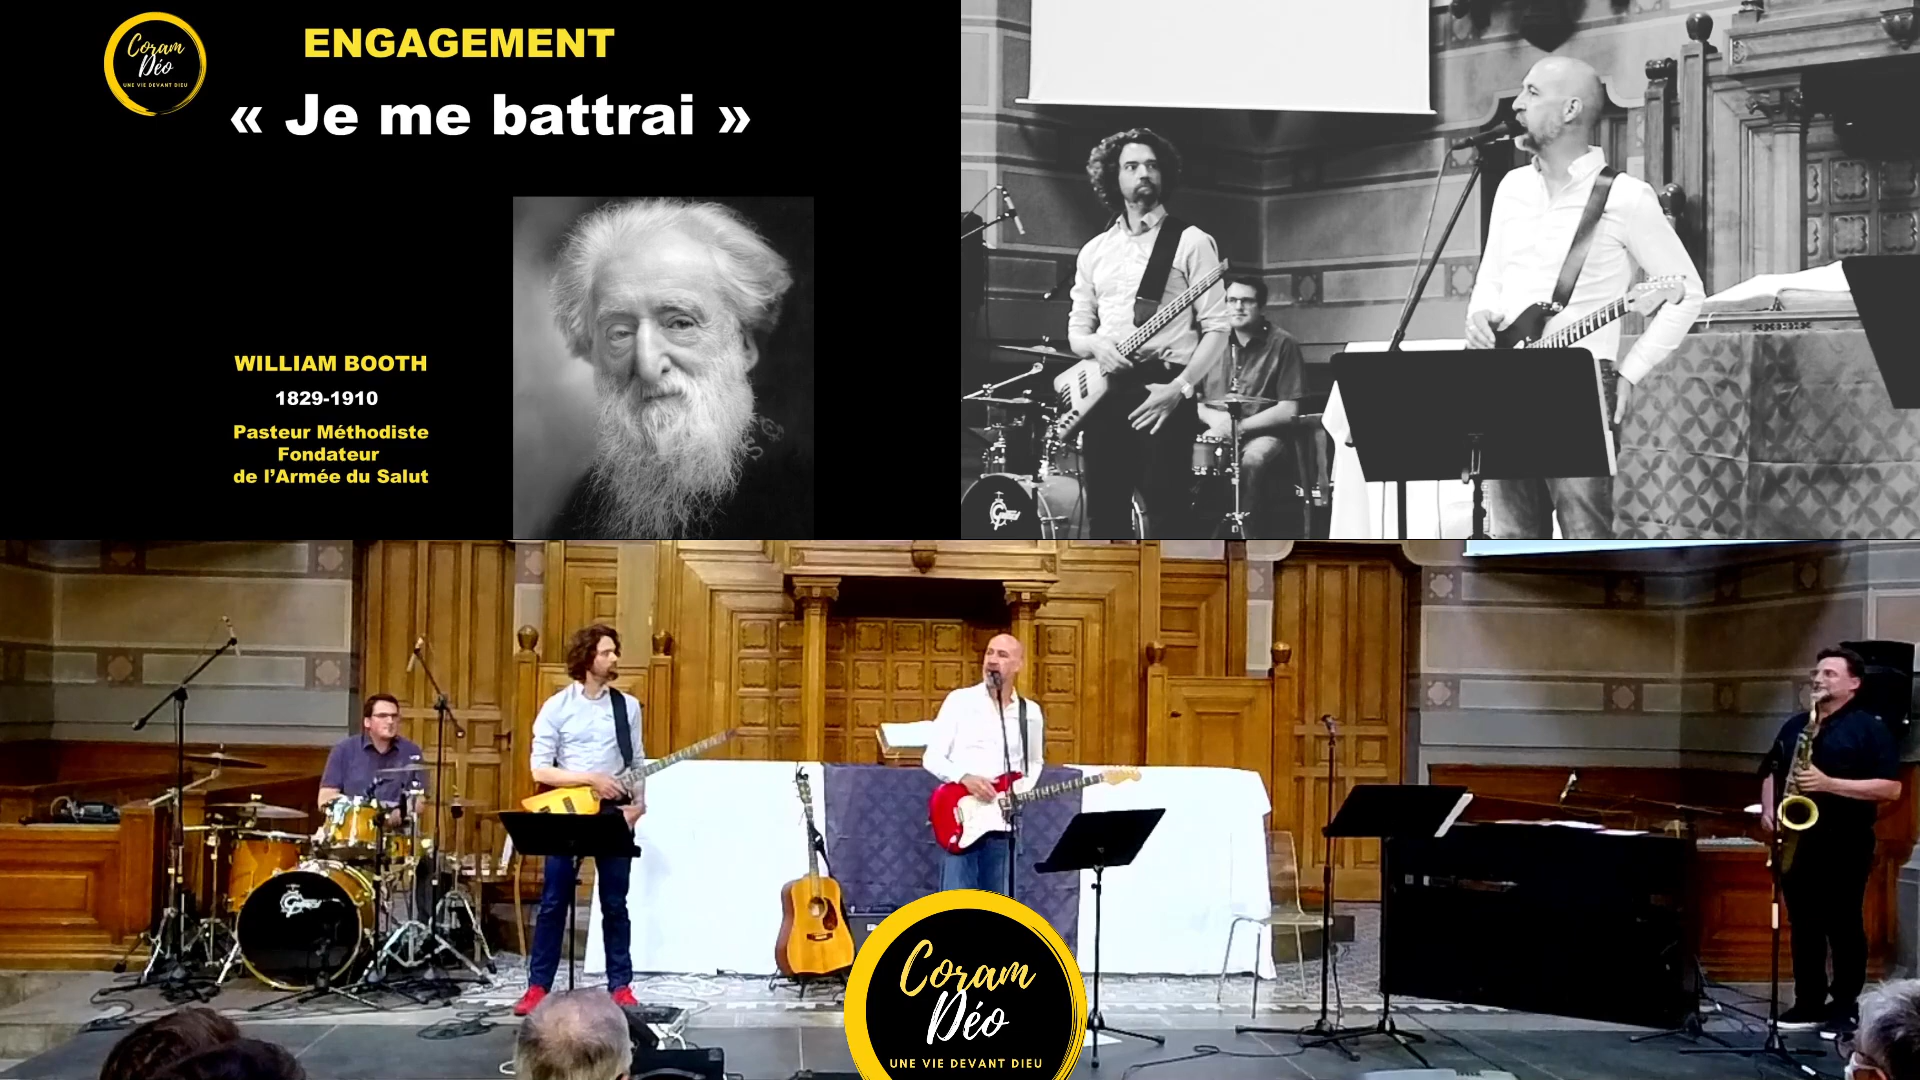 Coram
Déo
UNE VIE DEVANT DIEU
ENGAGEMENT
« Je me battrai »
WILLIAM BOOTH
1829-1910
Pasteur Méthodiste
Fondateur
de l’Armée du Salut
Coram
Déo
UNE VIE DEVANT DIEU